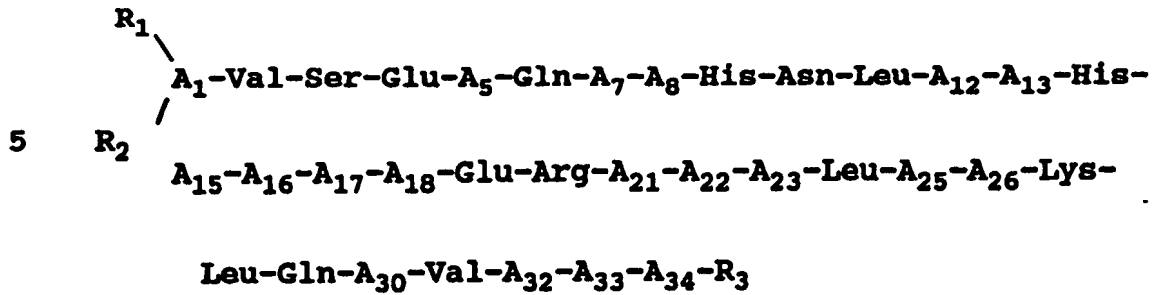 R₁
A₁-Val-Ser-Glu-A₅-Gln-A₇-A₈-His-Asn-Leu-A₁₂-A₁₃-His-
5 R₂
A₁₅-A₁₆-A₁₇-A₁₈-Glu-Arg-A₂₁-A₂₂-A₂₃-Leu-A₂₅-A₂₆-Lys-
Leu-Gln-A₃₀-Val-A₃₂-A₃₃-A₃₄-R₃